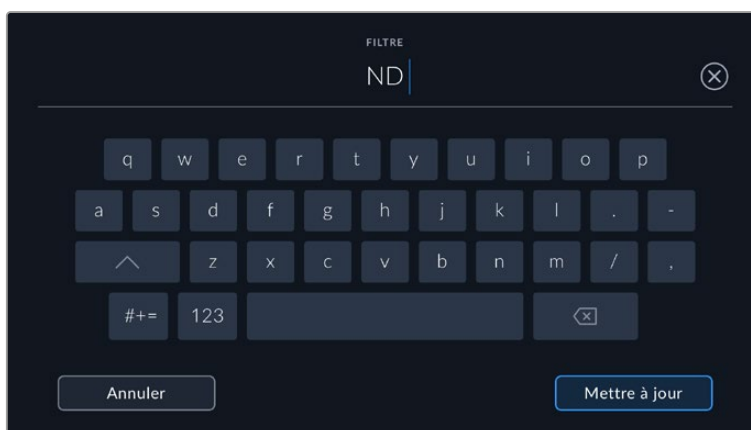 FILTRE
ND
q w e r t y u i o p
a s d f g h j k l . -
z x c v b n m / ,
#+= 123
Annuler Mettre à jour